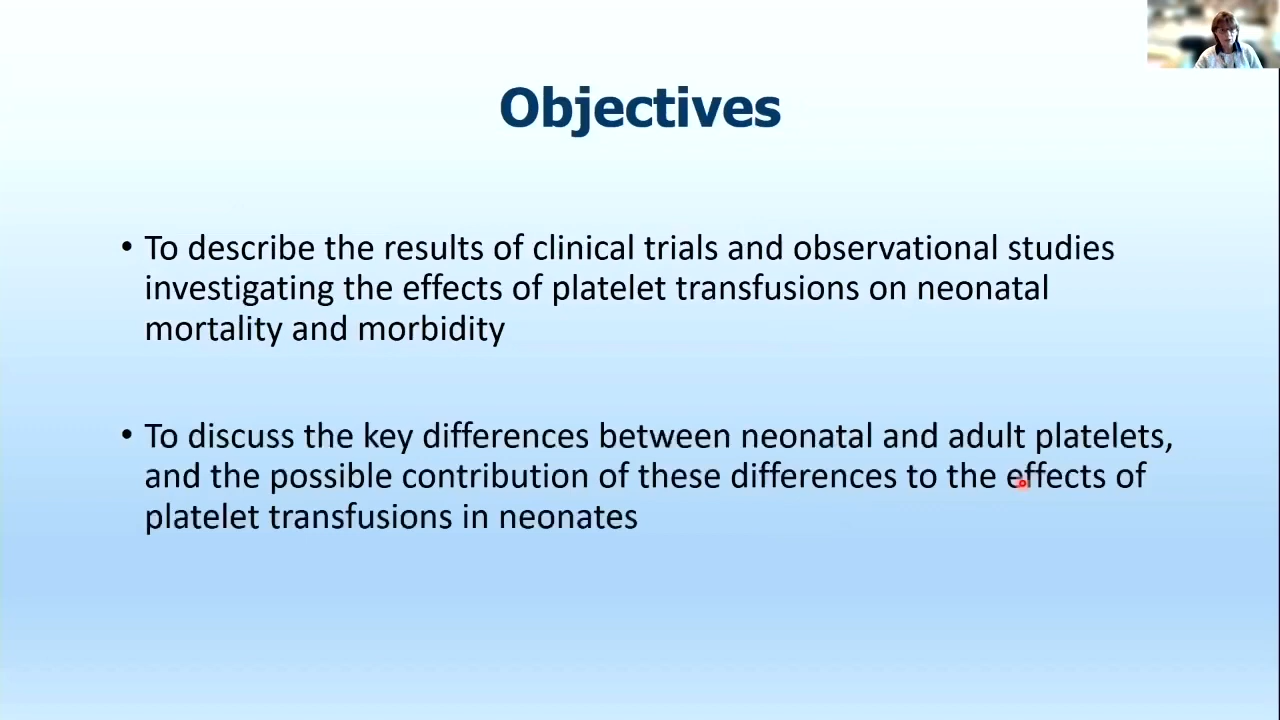 Objectives
• To describe the results of clinical trials and observational studies
investigating the effects of platelet transfusions on neonatal
mortality and morbidity
• To discuss the key differences between neonatal and adult platelets,
and the possible contribution of these differences to the effects of
platelet transfusions in neonates